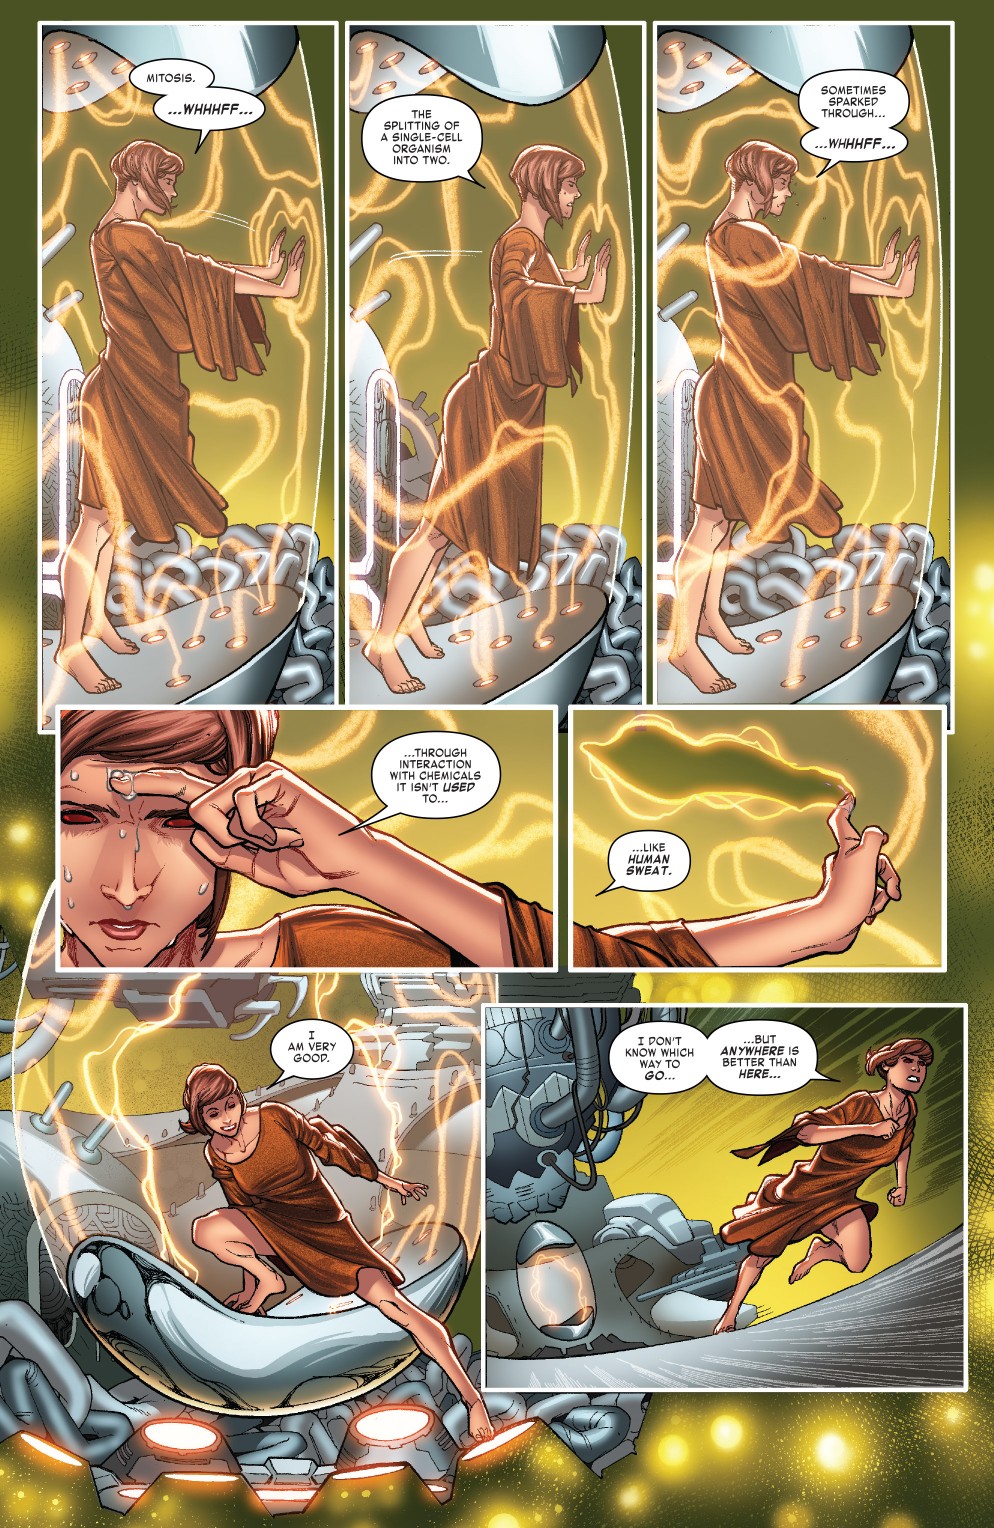 MITOSIS.
...WHHHFF...
THE
SPLITTING OF
A SINGLE-CELL
ORGANISM
INTO TWO.
SOMETIMES
SPARKED
THROUGH...
...WHHHFF...
...THROUGH
INTERACTION
WITH CHEMICALS
IT ISN'T USED
TO...
...LIKE
HUMAN
SWEAT.
I
AM VERY
GOOD.
I DON'T
KNOW WHICH
WAY TO
GO...
...BUT
ANYWHERE IS
BETTER THAN
HERE...